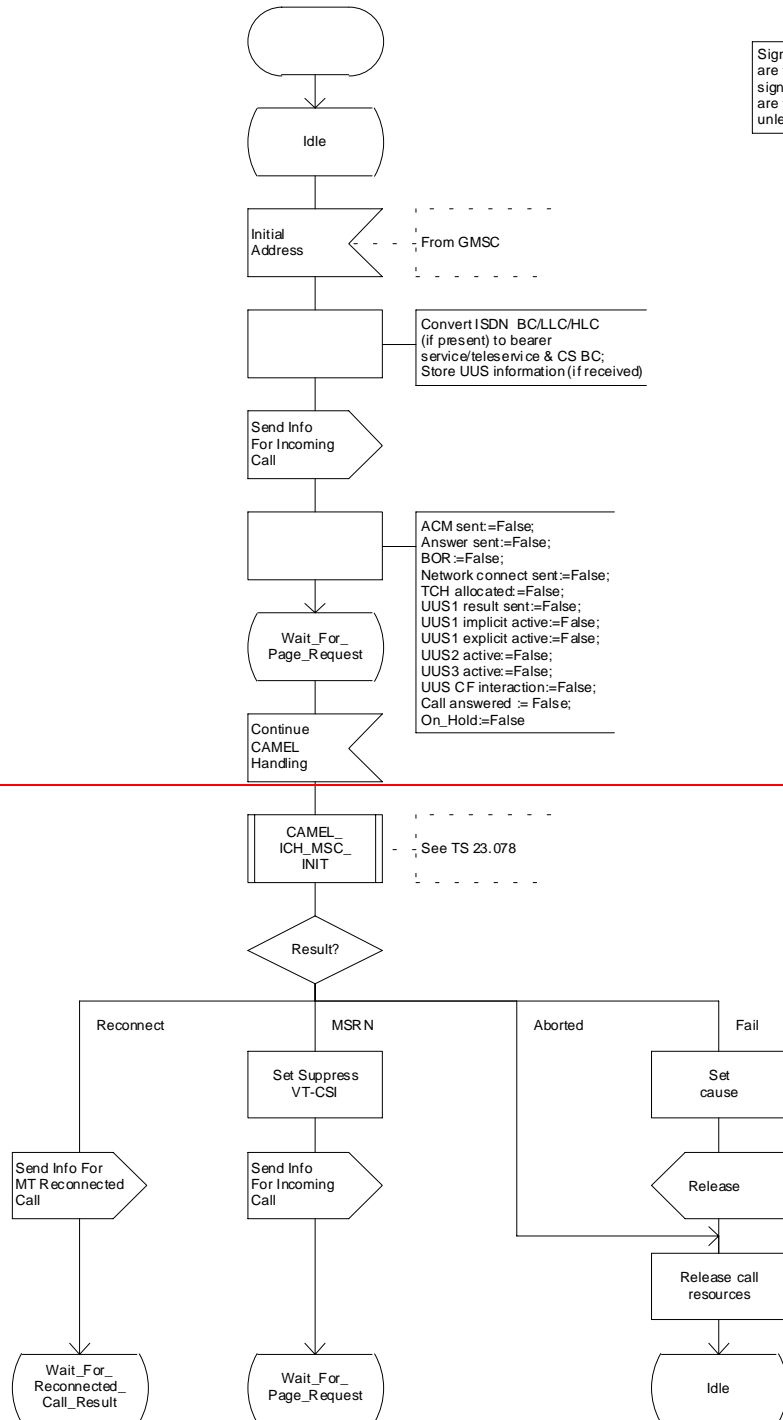 Idle
Initial
Address
From GMSC
Convert ISDN BC/LLC/HLC
(if present) to bearer
service/teleservice & CS BC;
Store UUS information (if received)
Send Info
For Incoming
Call
ACM sent:=False;
Answer sent:=False;
BOR:=False;
Network connect sent:=False;
TCH allocated:=False;
UUS1 result sent:=False;
UUS1 implicit active:=False;
UUS1 explicit active:=False;
UUS2 active:=False;
UUS3 active:=False;
UUS CF interaction:=False;
Call answered := False;
On_Hold:=False
Wait_For_
Page_Request
Continue
CAMEL
Handling
CAMEL_
ICH_MSC_
INIT
See TS 23.078
Result?
Reconnect
MSRN
Aborted
Fail
Set Suppress
VT-CSI
Set
cause
Send Info For
MT Reconnected
Call
Send Info
For Incoming
Call
Release
Release call
resources
Wait_For_
Reconnected_
Call_Result
Wait_For_
Page_Request
Idle
are